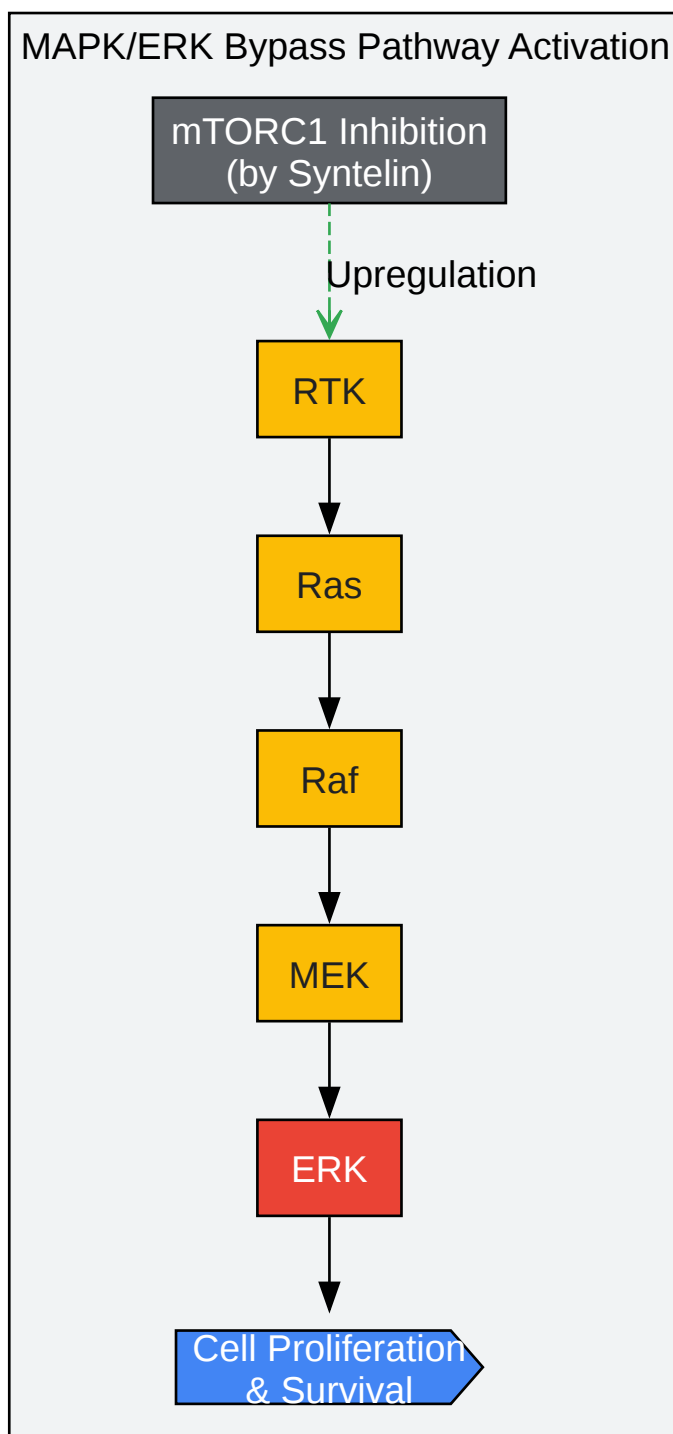 MAPK/ERK Bypass Pathway Activation
mTORC1 Inhibition
(by Syntelin)
Upregulation
RTK
Ras
Raf
MEK
ERK
Cell Proliferation
& Survival